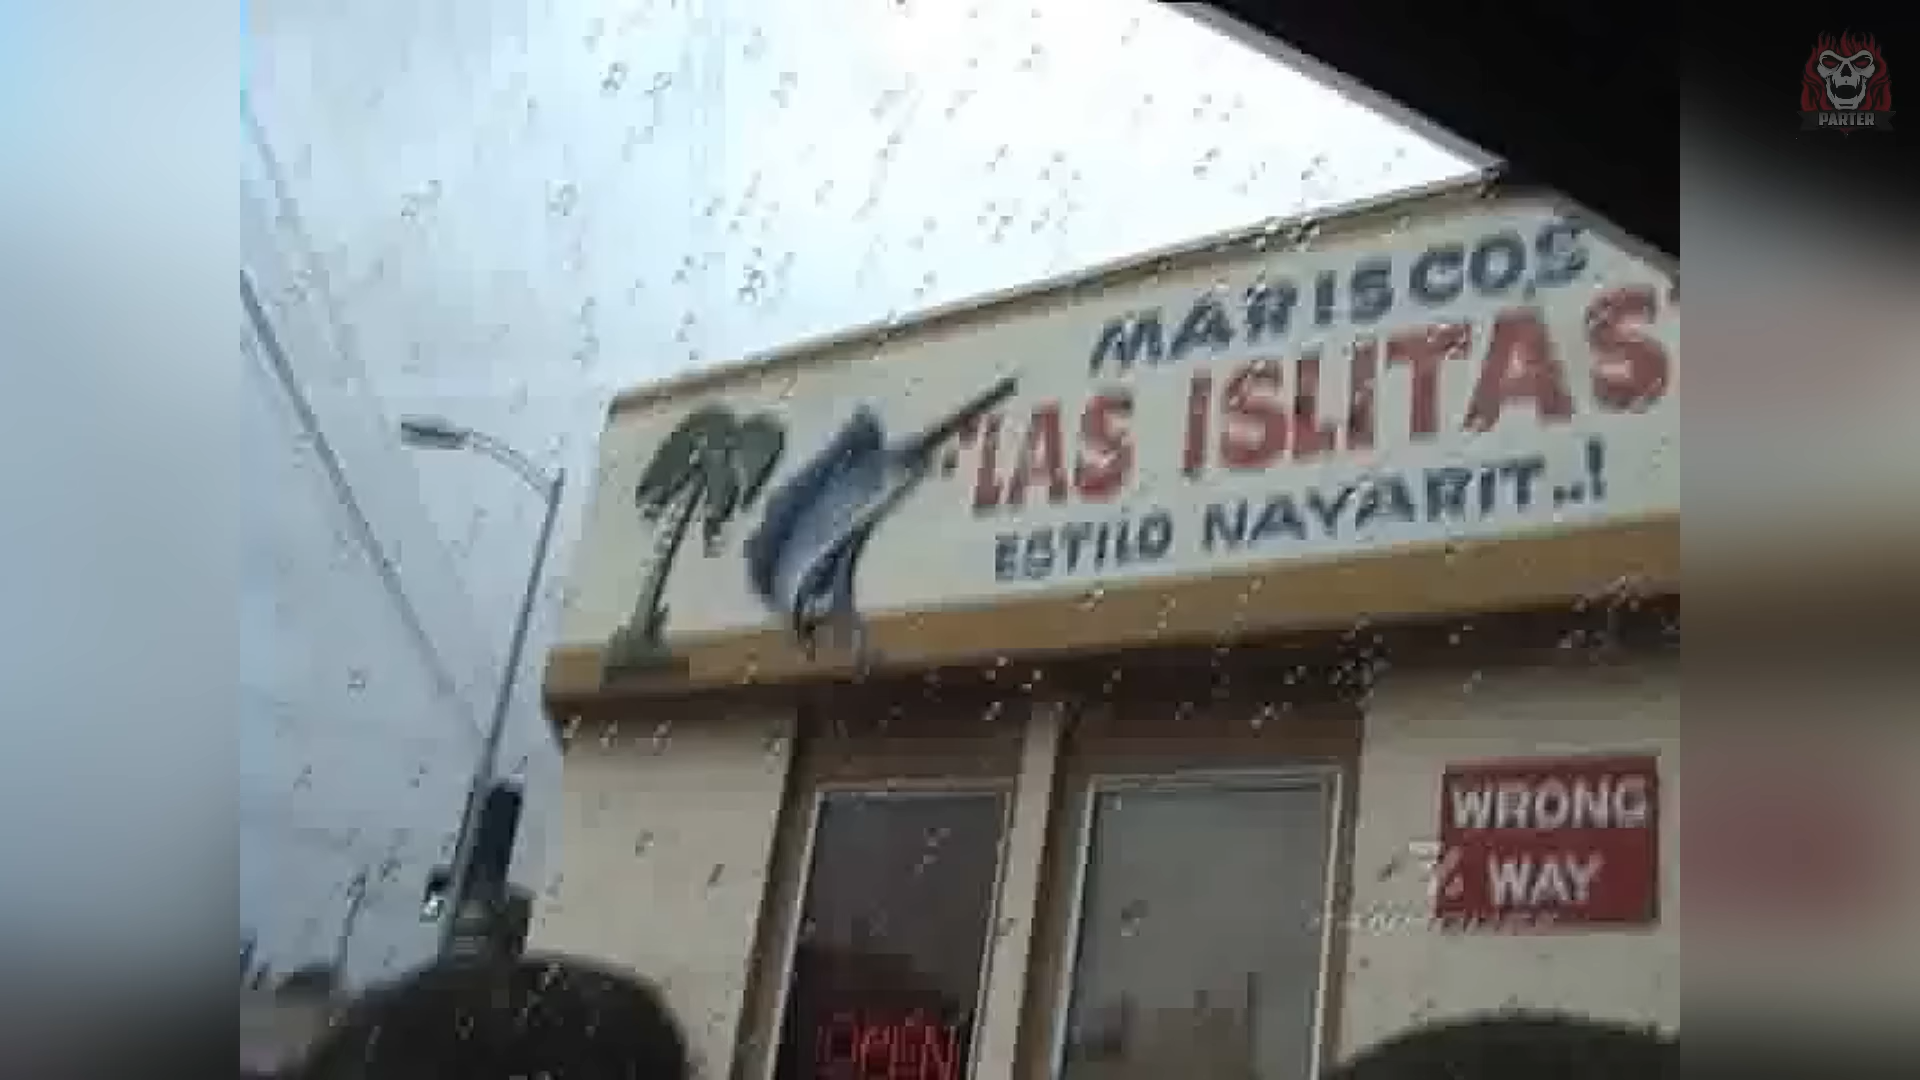 PARTER
MARISCOS
"LAS ISLITAS"
ESTILO NAYARIT..!
WRONG
WAY
OPEN